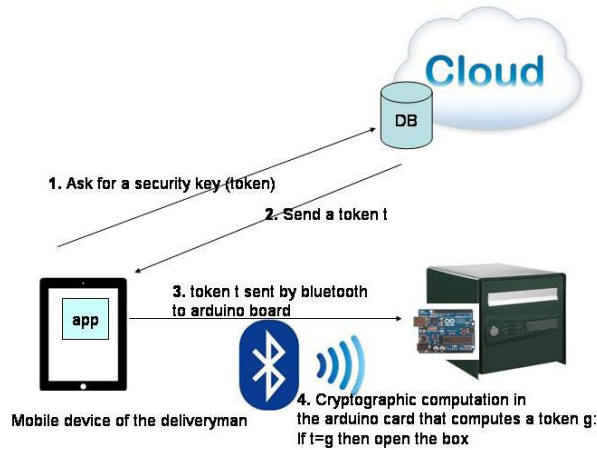 Cloud
DB
1. Ask for a security key (token)
2. Send a token t
3. token t sent by bluetooth
to arduino board
app
4. Cryptographic computation in
the arduino card that computes a token g:
If t=g then open the box
Mobile device of the deliveryman